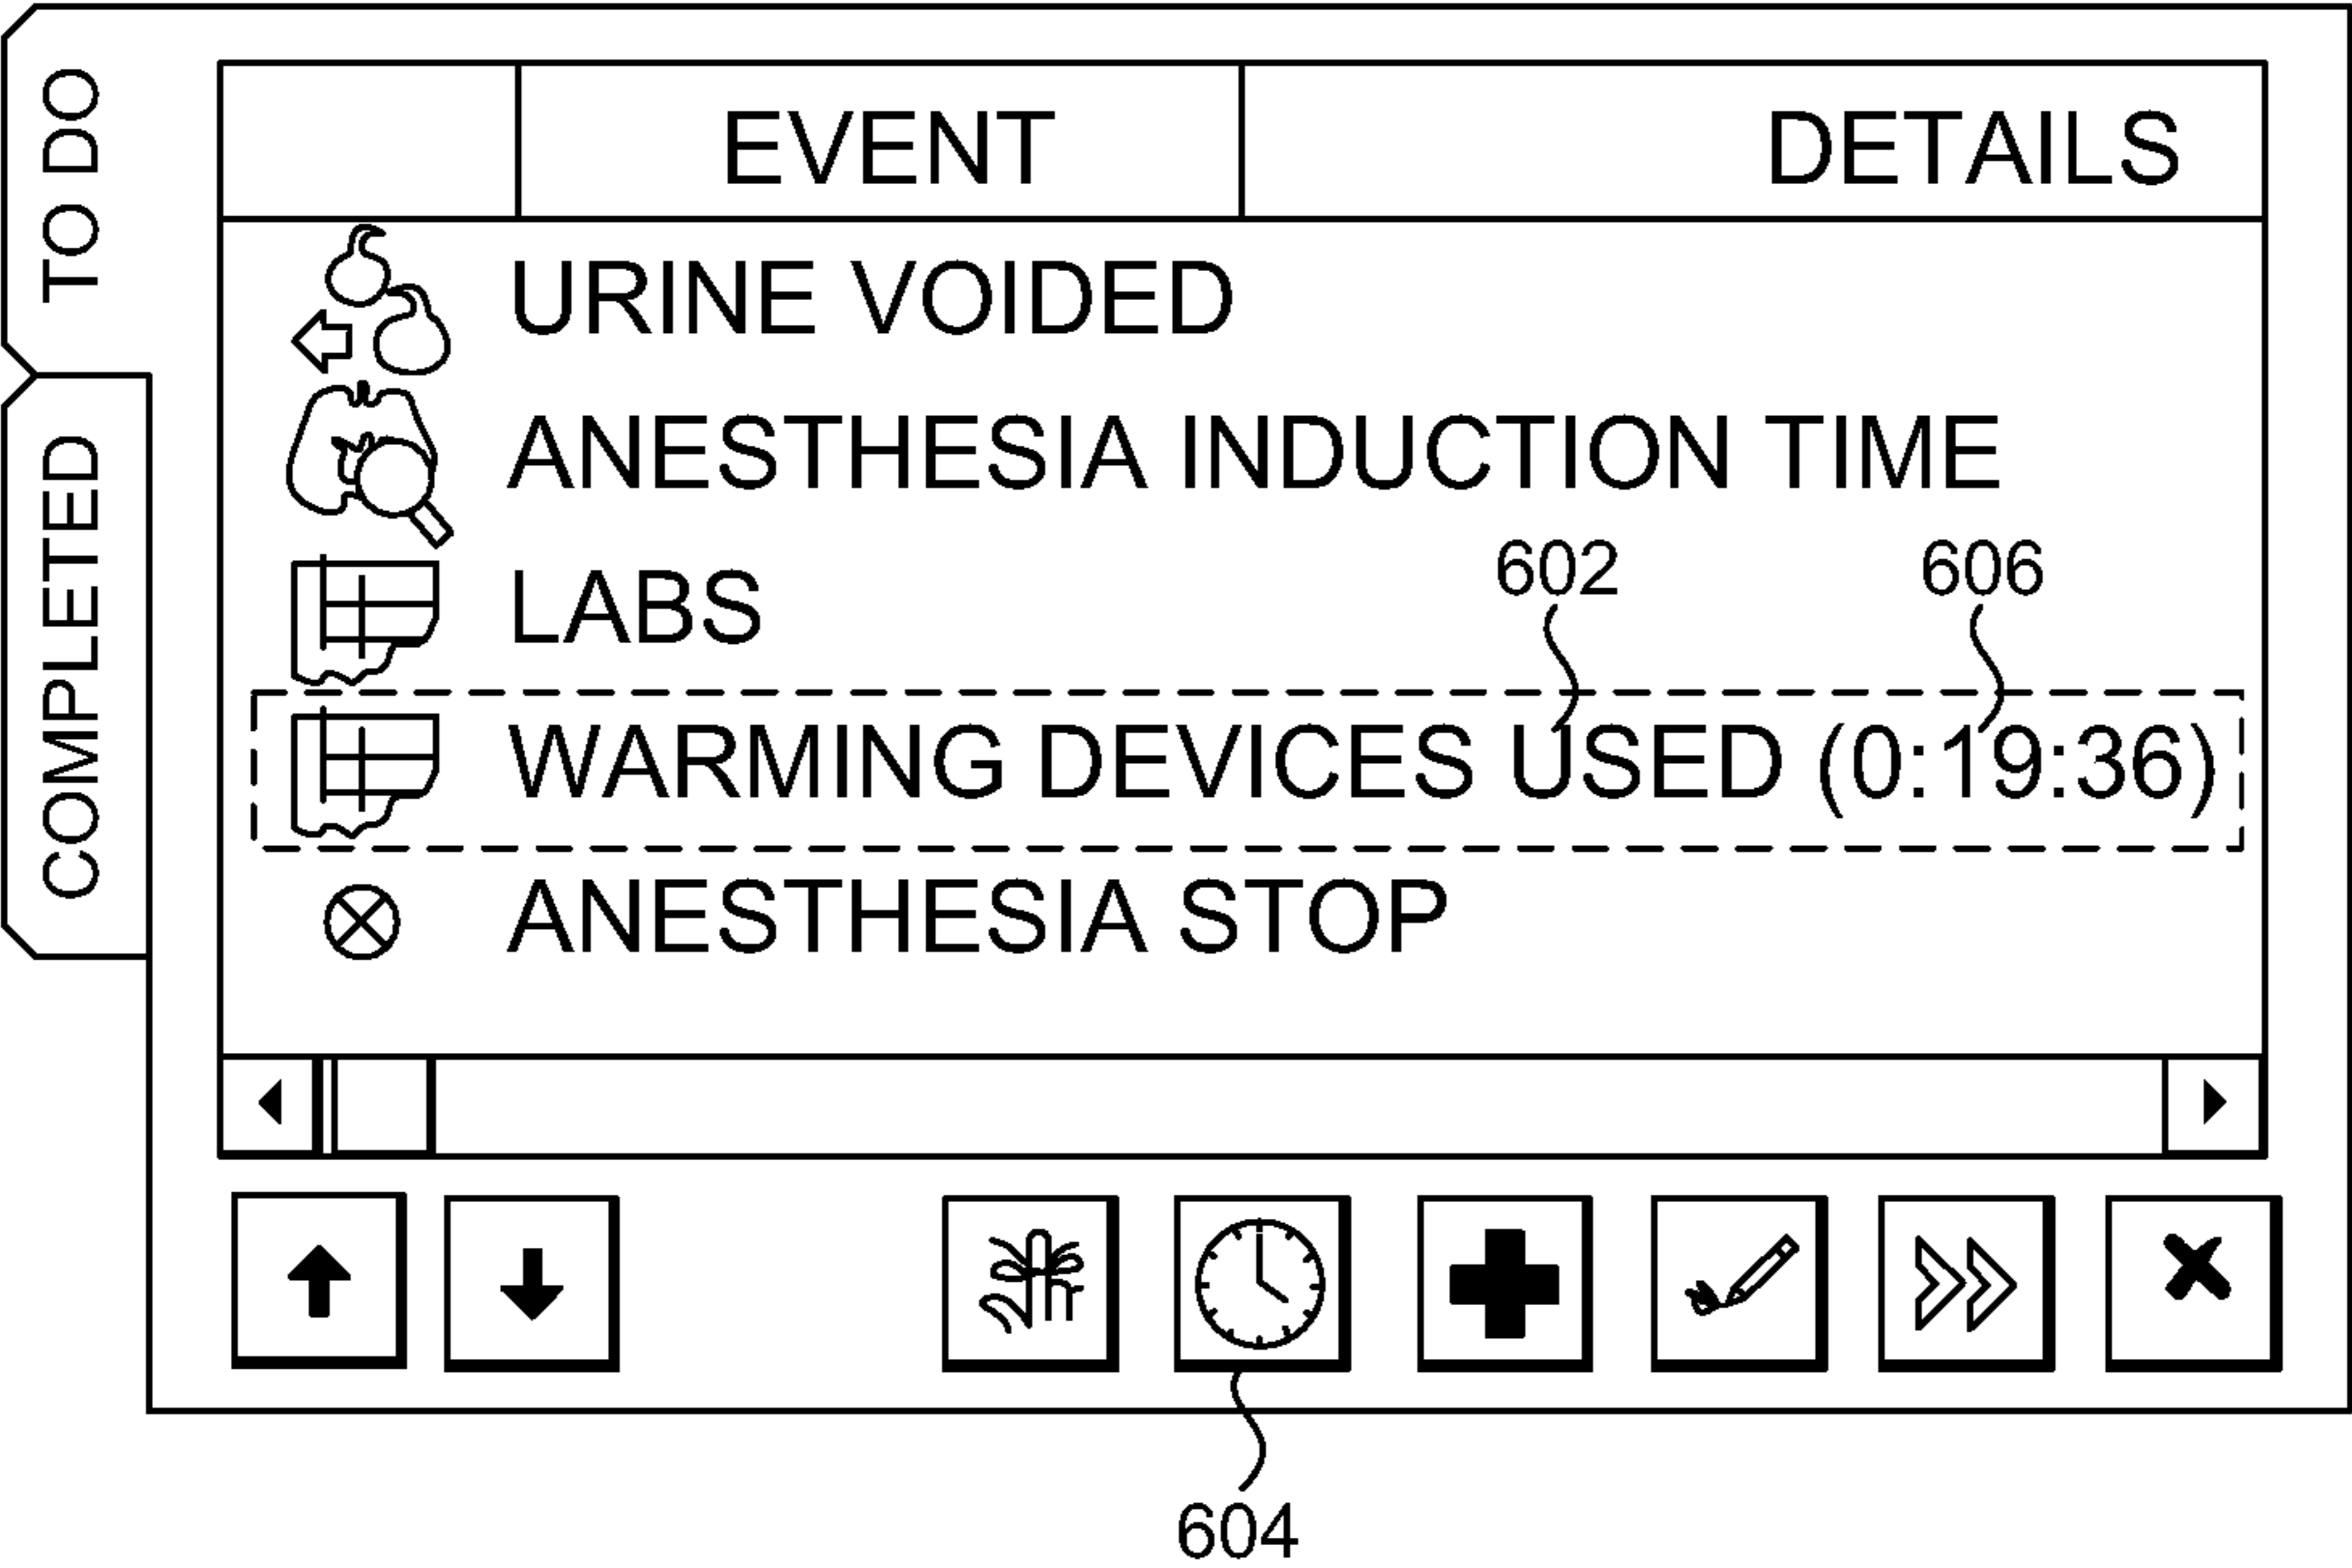 TO DO
COMPLETED
EVENT DETAILS
URINE VOIDED
ANESTHESIA INDUCTION TIME
LABS
602 606
WARMING DEVICES USED (0:19:36)
ANESTHESIA STOP
604